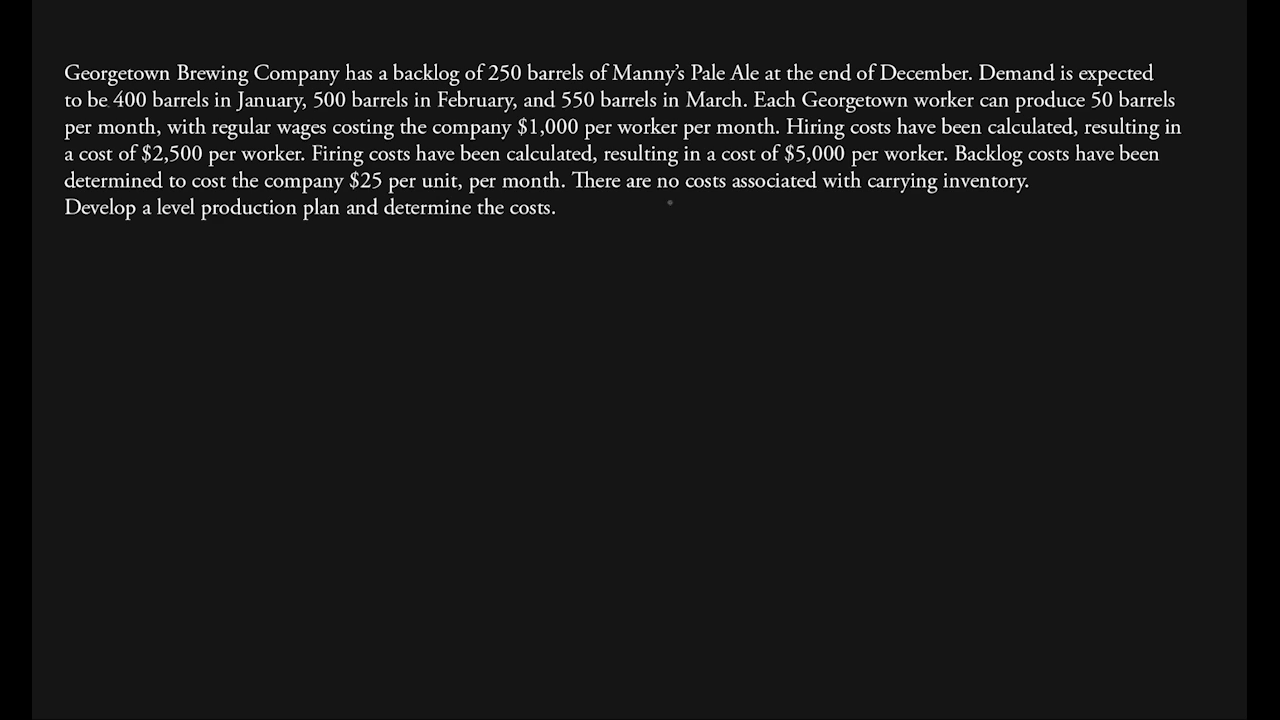 Georgetown Brewing Company has a backlog of 250 barrels of Manny’s Pale Ale at the end of December. Demand is expected
to be 400 barrels in January, 500 barrels in February, and 550 barrels in March. Each Georgetown worker can produce 50 barrels
per month, with regular wages costing the company $1,000 per worker per month. Hiring costs have been calculated, resulting in
a cost of $2,500 per worker. Firing costs have been calculated, resulting in a cost of $5,000 per worker. Backlog costs have been
determined to cost the company $25 per unit, per month. There are no costs associated with carrying inventory.
Develop a level production plan and determine the costs.